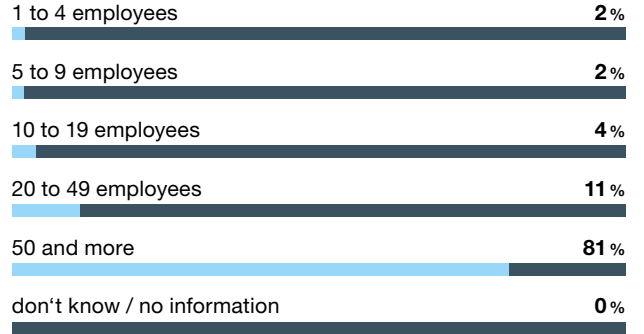 1 to 4 employees 2 %
5 to 9 employees 2 %
10 to 19 employees 4 %
20 to 49 employees 11 %
50 and more 81 %
don‘t know / no information 0 %